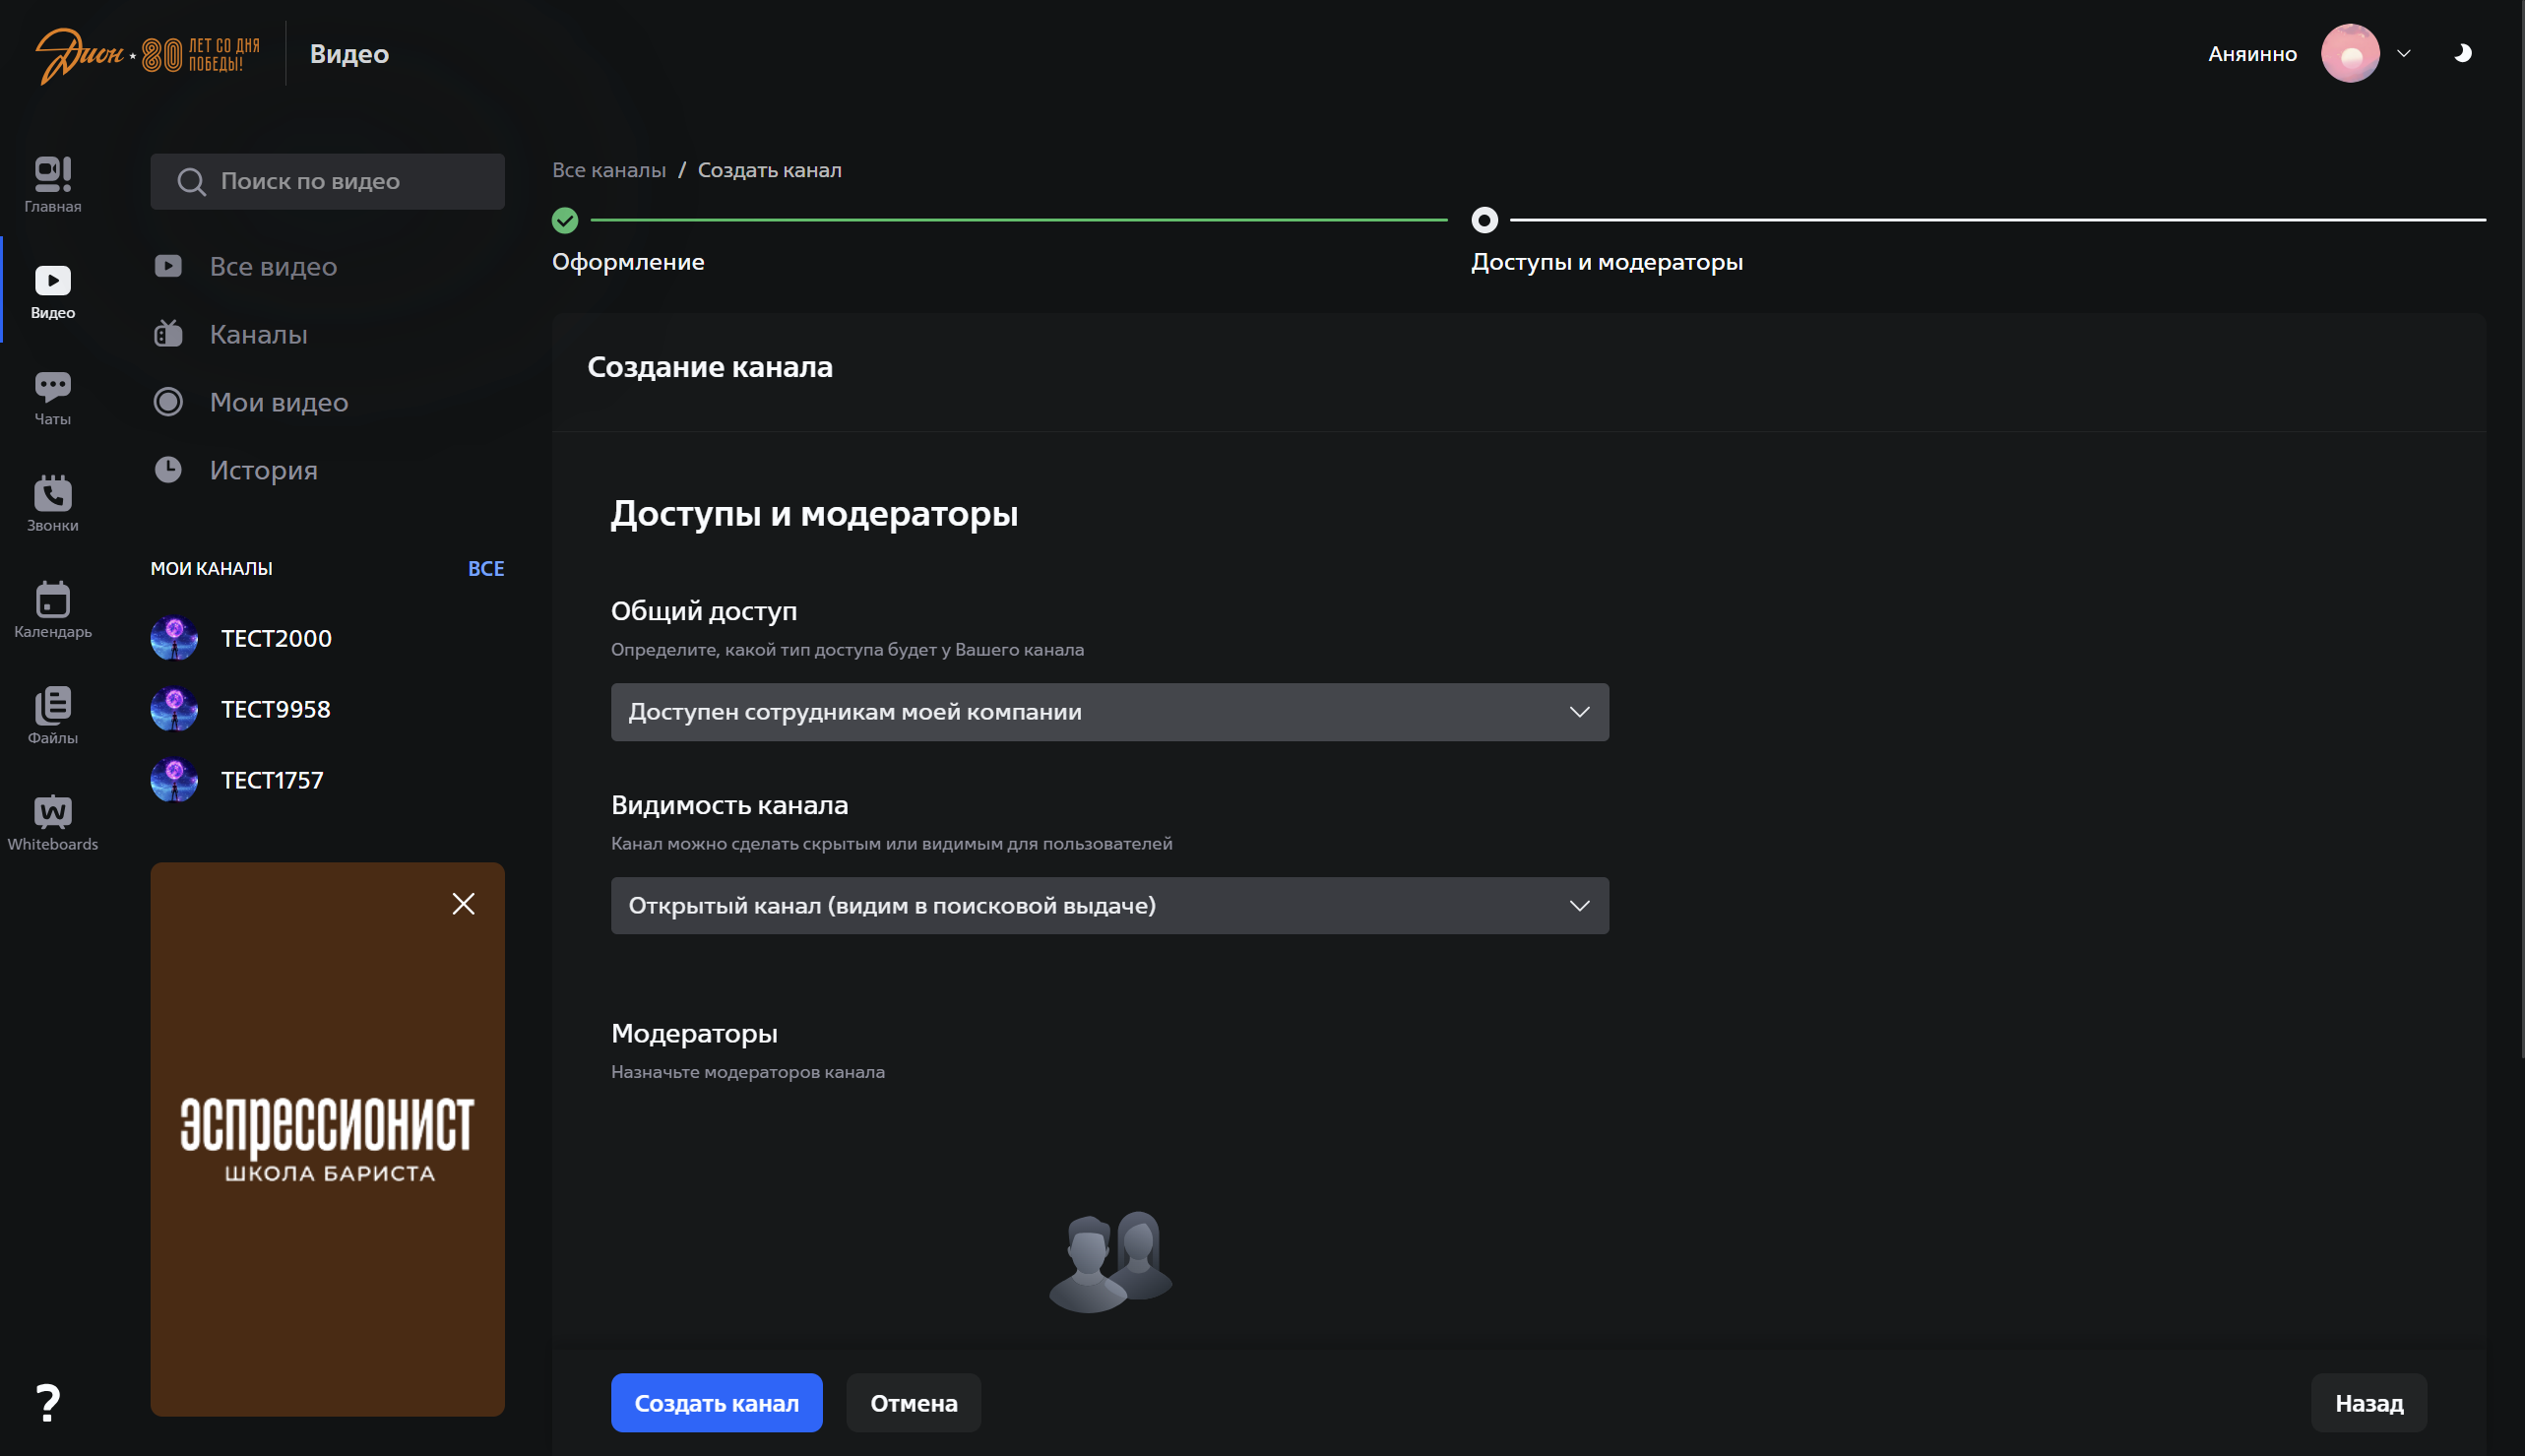 Дион
80
ЛЕТ СО ДНЯ
ПОБЕДЫ!
Видео
Аняинно
Главная
Видео
Чаты
Звонки
Календарь
Файлы
Whiteboards
?
Поиск по видео
Все видео
Каналы
Мои видео
История
МОИ КАНАЛЫ ВСЕ
ТЕСТ2000
ТЕСТ9958
ТЕСТ1757
ЭСПРЕССИОНИСТ
ШКОЛА БАРИСТА
Все каналы / Создать канал
Оформление
Доступы и модераторы
Создание канала
Доступы и модераторы
Общий доступ
Определите, какой тип доступа будет у Вашего канала
Доступен сотрудникам моей компании
Видимость канала
Канал можно сделать скрытым или видимым для пользователей
Открытый канал (видим в поисковой выдаче)
Модераторы
Назначьте модераторов канала
Создать канал
Отмена
Назад